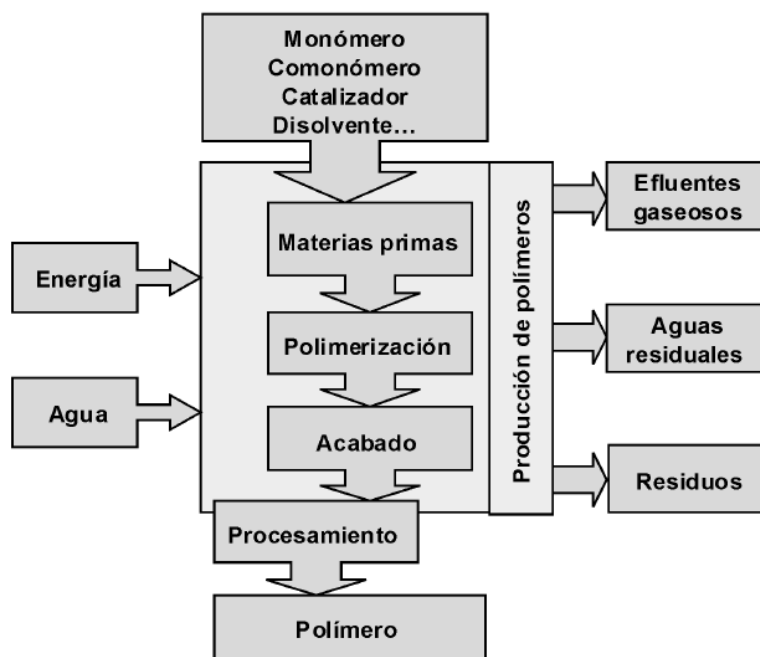 Monómero
Comonómero
Catalizador
Disolvente...
Materias primas
Polimerización
Acabado
Procesamiento
Polímero
Energía
Agua
Producción de polímeros
Efluentes
gaseosos
Aguas
residuales
Residuos